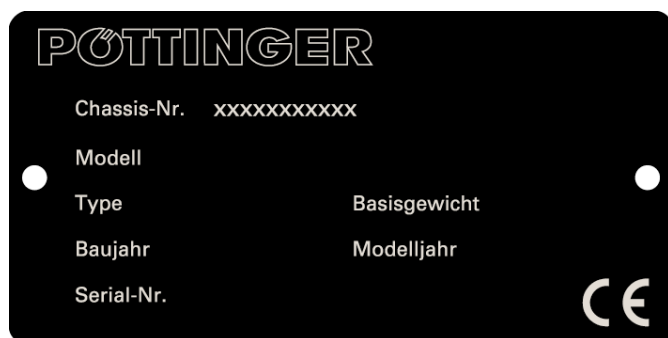 PÖTTINGER
Chassis-Nr. xxxxxxxxxxx
Modell
Type Basisgewicht
Baujahr Modelljahr
Serial-Nr.
CE